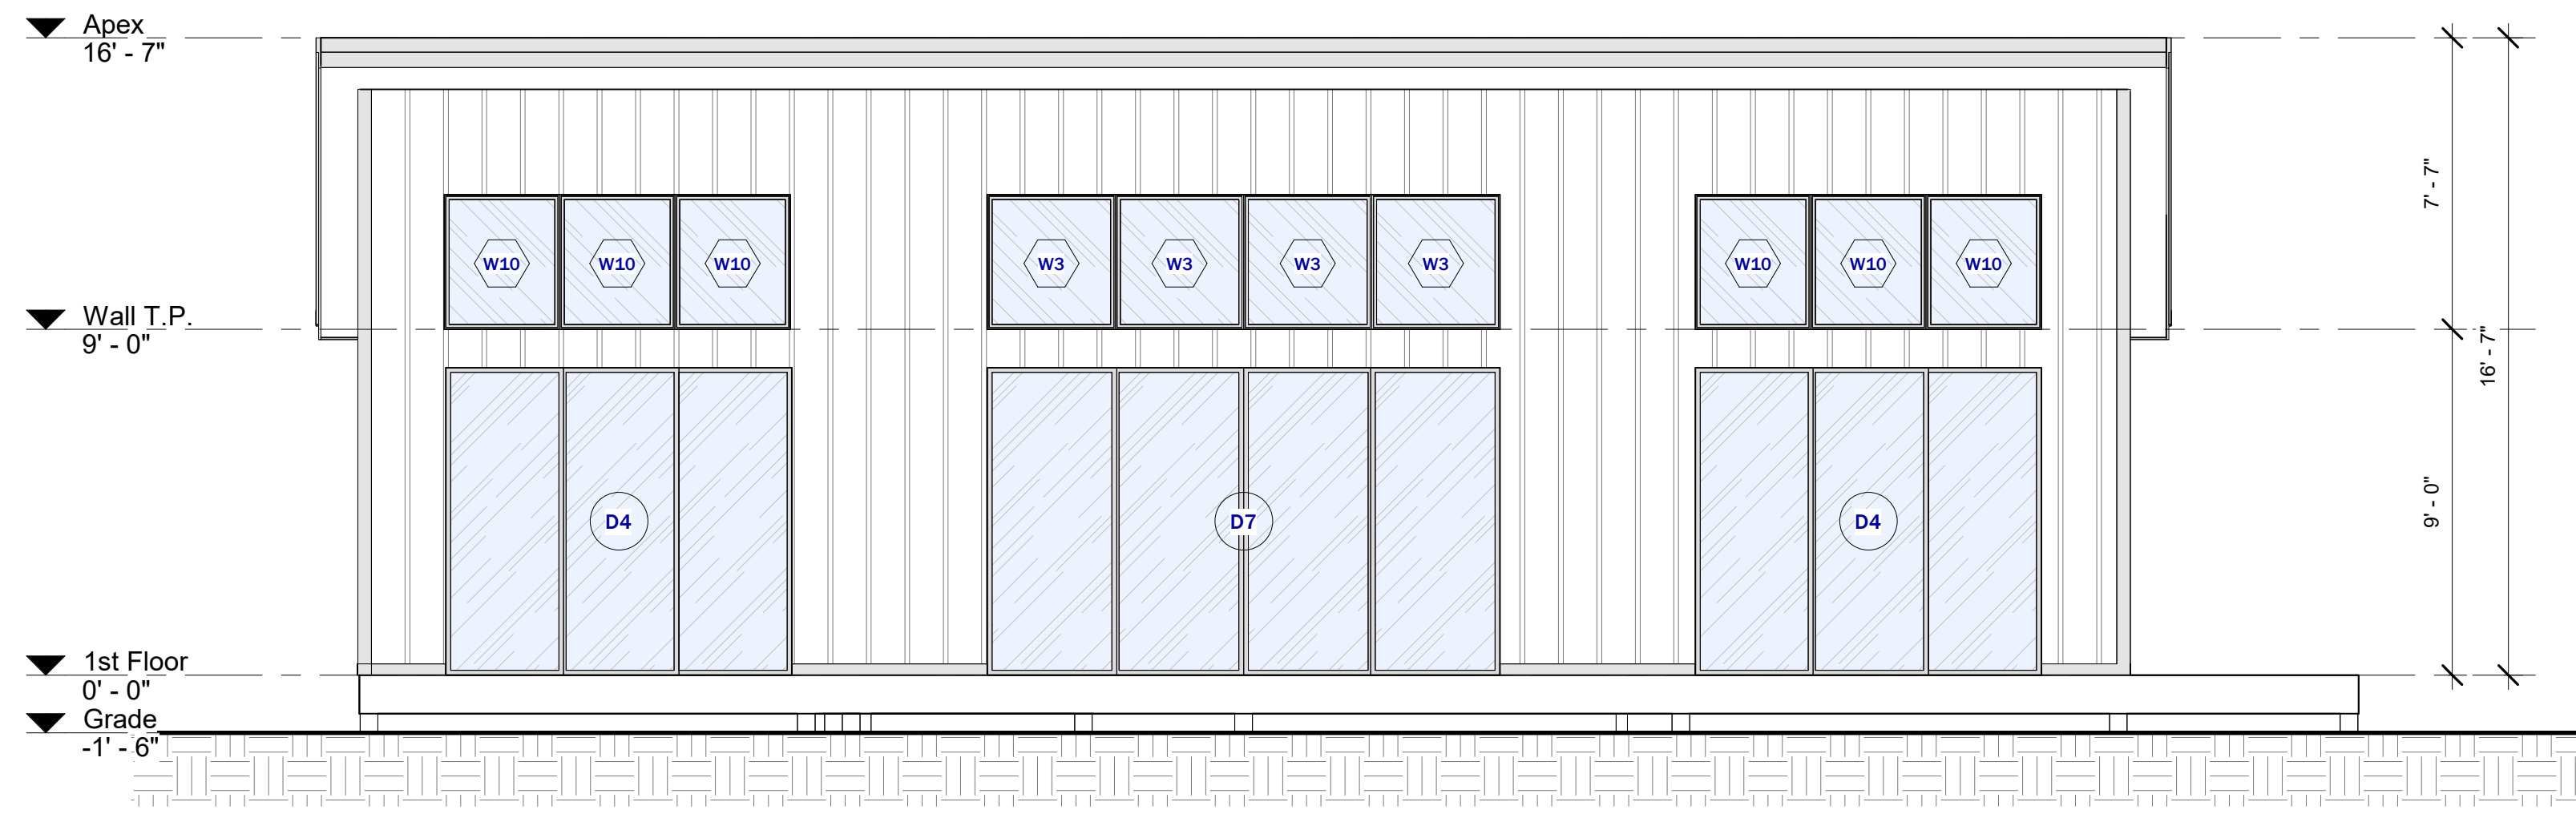 Apex
16' - 7"
7' - 7"
W10
W10
W10
W3
W3
W3
W3
W10
W10
W10
Wall T.P.
9' - 0"
16' - 7"
9' - 0"
D4
D7
D4
1st Floor
0' - 0"
Grade
-1' - 6"